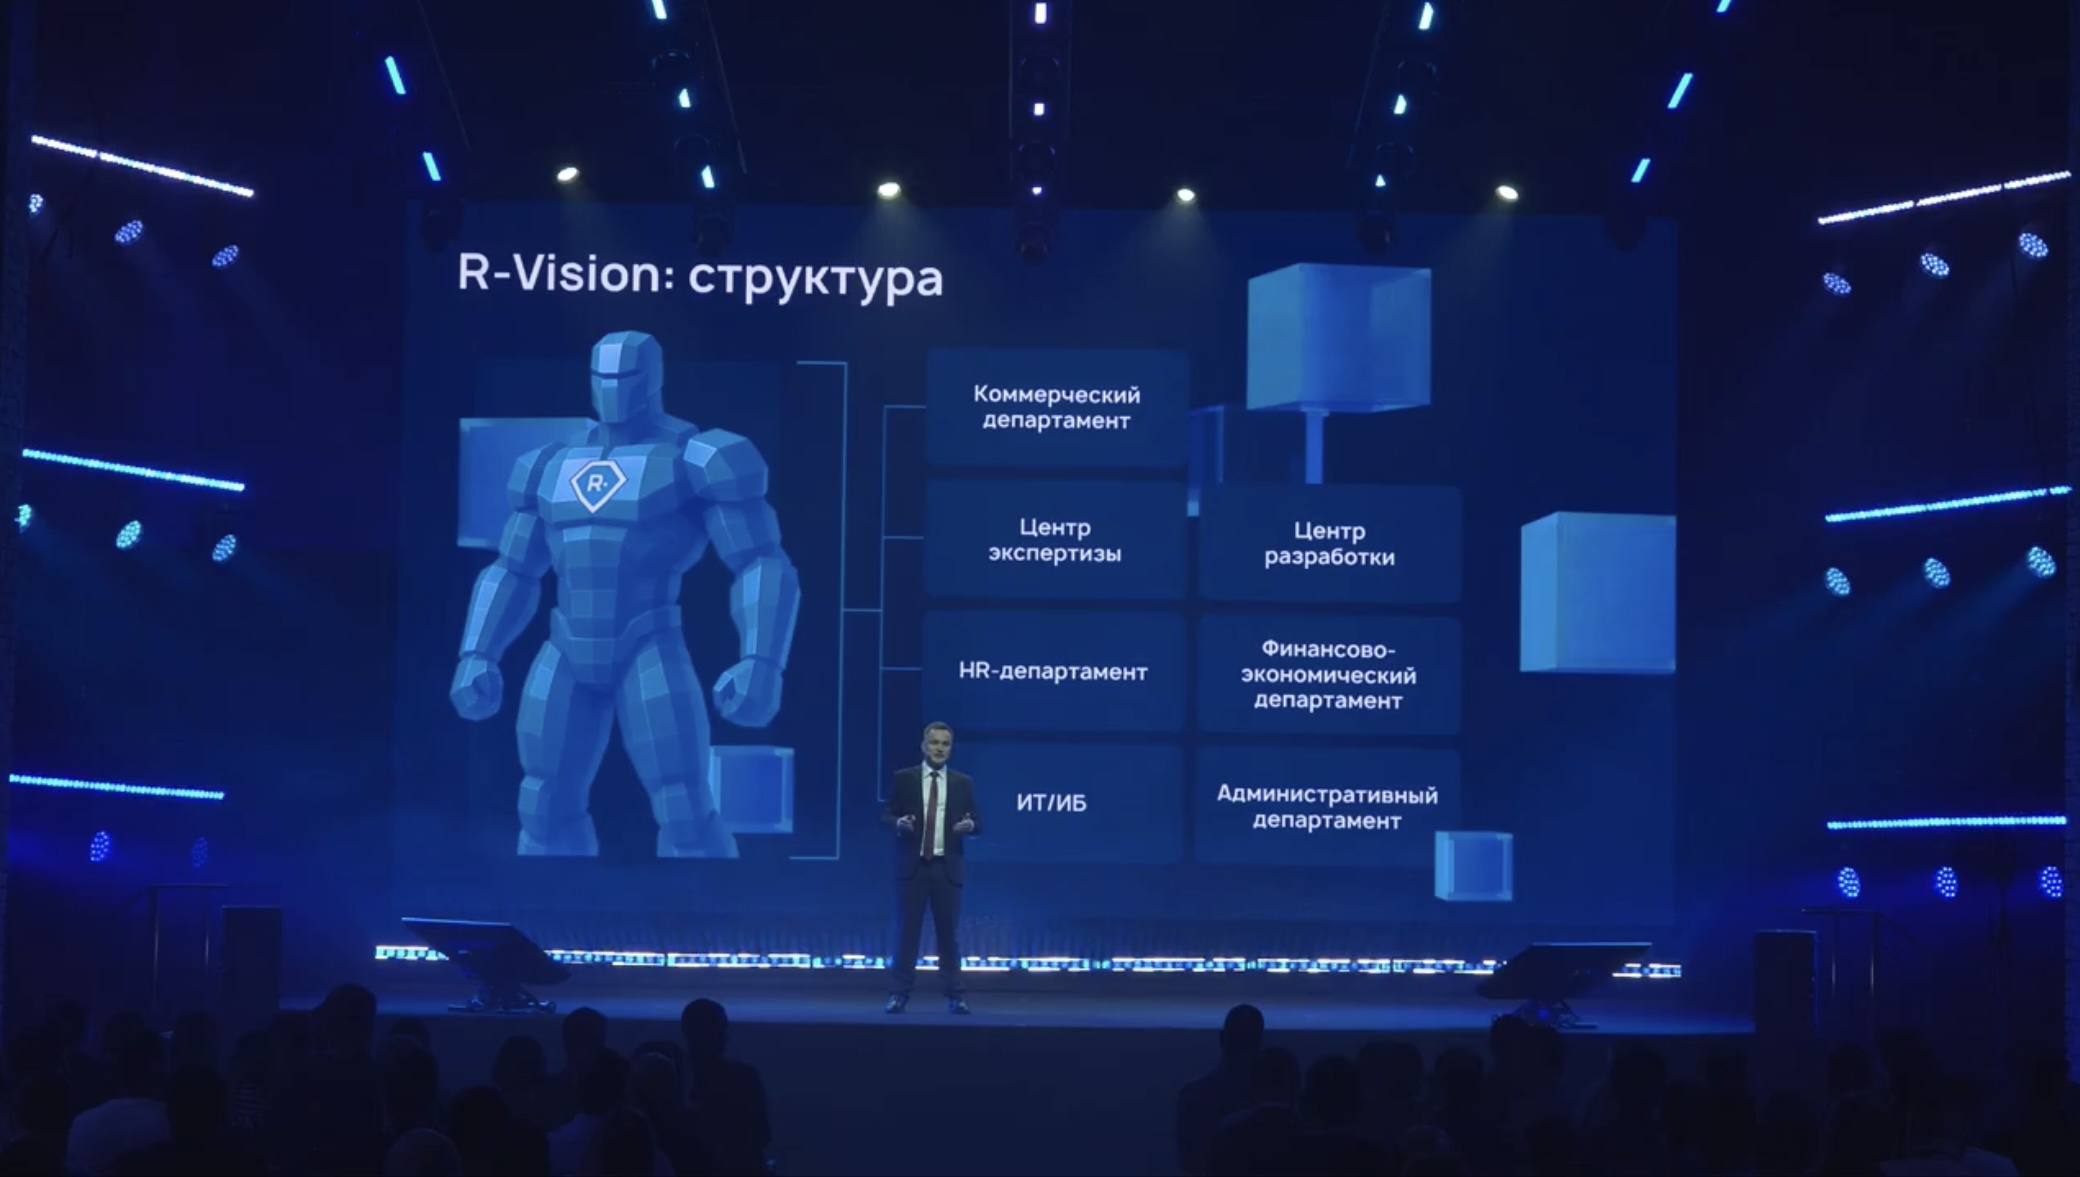 R-Vision: структура
R·
Коммерческий
департамент
Центр
экспертизы
Центр
разработки
HR-департамент
Финансово-
экономический
департамент
ИТ/ИБ
Административный
департамент